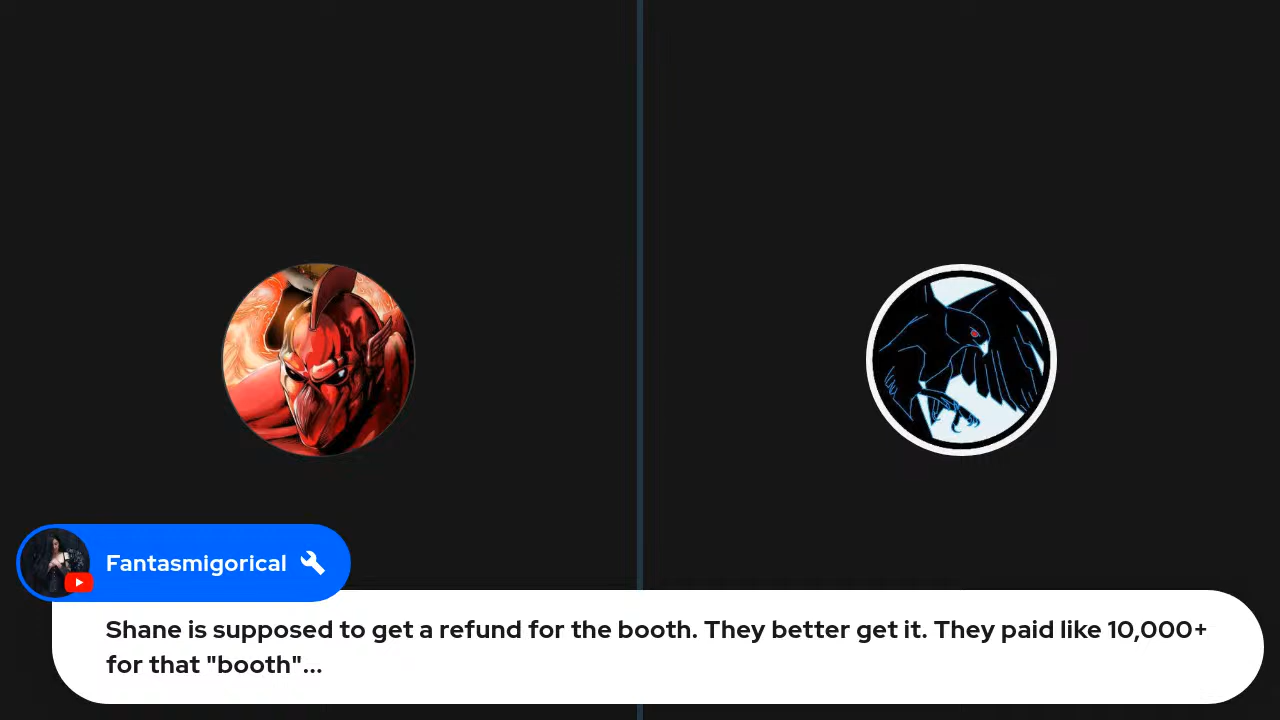 Fantasmigorical
Shane is supposed to get a refund for the booth. They better get it. They paid like 10,000+
for that "booth"...